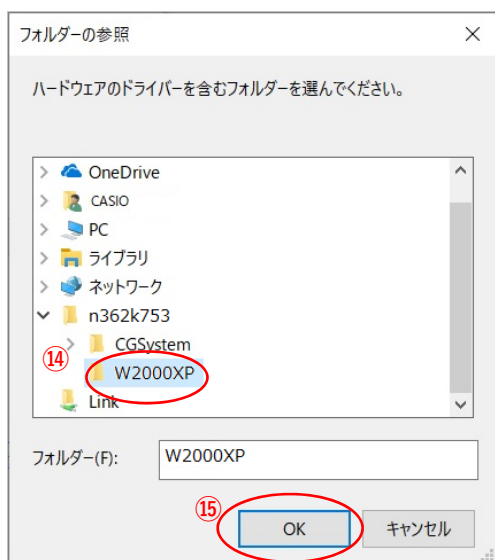 フォルダーの参照
ハードウェアのドライバーを含むフォルダーを選んでください。
OneDrive
CASIO
PC
ライブラリ
ネットワーク
n362k753
⑭ CGSystem
W2000XP
Link
フォルダー(F): W2000XP
⑮ OK キャンセル